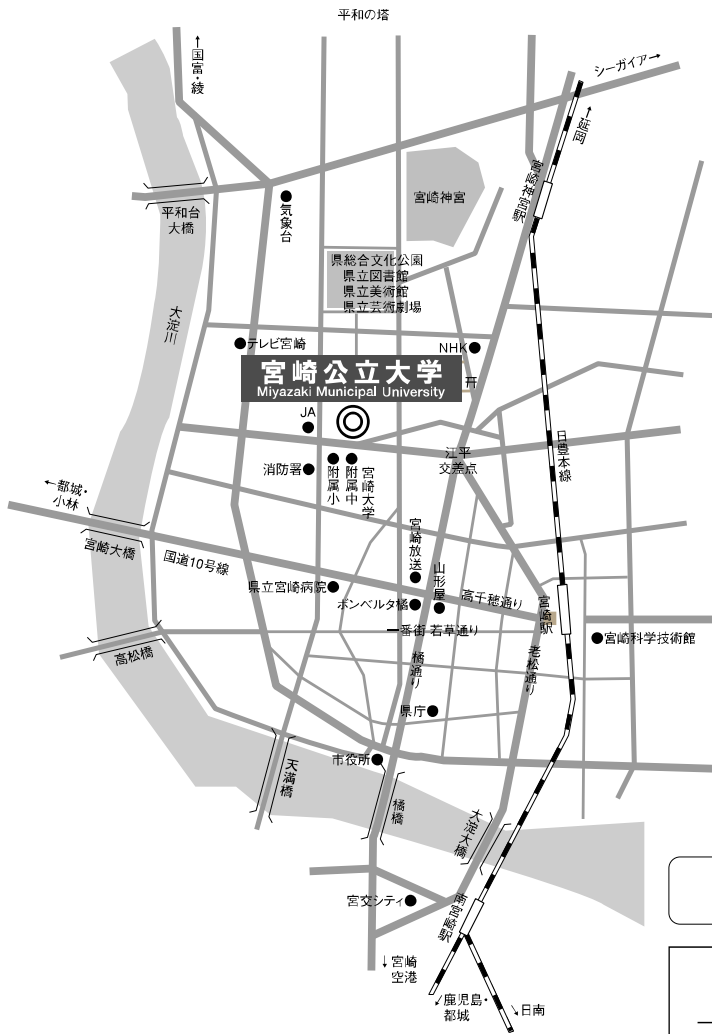 平和の塔
シーガイア→
←国富・綾
→延岡
宮崎神宮駅
宮崎神宮
平和台
大橋
気象台
県総合文化公園
県立図書館
県立美術館
県立芸術劇場
大淀川
テレビ宮崎
NHK
宮崎公立大学
Miyazaki Municipal University
JA
江平
交差点
日豊本線
消防署
附属小
附属中
宮崎大学
←都城・
小林
宮崎大橋
国道10号線
宮崎放送
山形屋
県立宮崎病院
高千穂通り
宮崎駅
ボンベルタ橘
一番街 若草通り
宮崎科学技術館
高松橋
橘通り
老松通り
県庁
市役所
天満橋
橘橋
大淀大橋
宮交シティ
南宮崎駅
↓宮崎
空港
↙鹿児島・
都城
↘日南